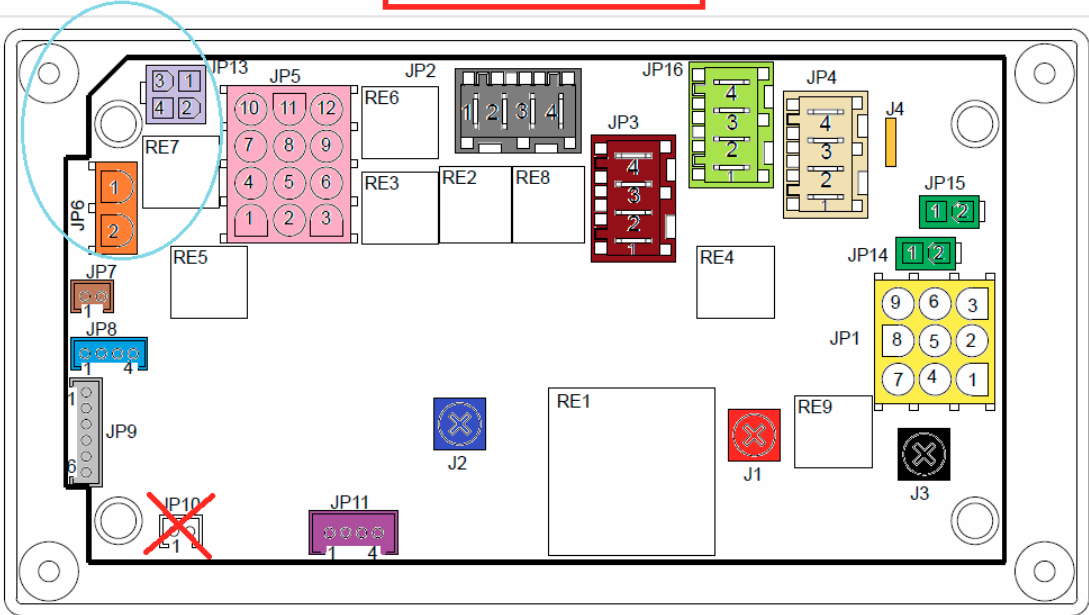 JP13
3 1
4 2
JP5
10 11 12
7 8 9
4 5 6
1 2 3
RE7
JP6
1
2
RE6
RE3
JP2
1 2 3 4
RE2
RE8
JP3
4
3
2
1
JP16
4
3
2
1
JP4
4
3
2
1
J4
JP15
1 2
JP14
1 2
RE5
RE4
JP7
1
JP8
1 4
JP1
9 6 3
8 5 2
7 4 1
1
JP9
6
RE1
RE9
J2
J1
J3
JP10
1
JP11
1 4